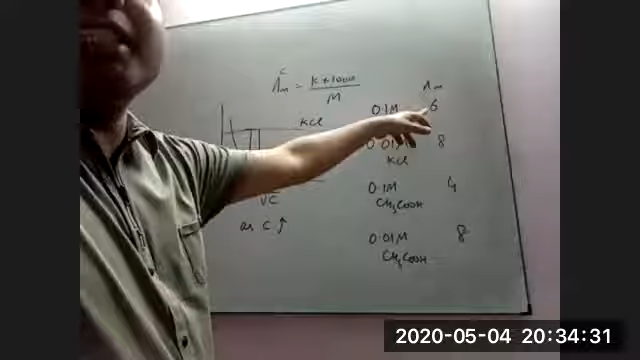 Λᶜm = K × 1000 / M
Λm
KCl
0.1M 6
0.01M 8
KCl
0.1M 4
CH₃COOH
√C
as C ↑
0.01M 8
CH₃COOH
2020-05-04 20:34:31